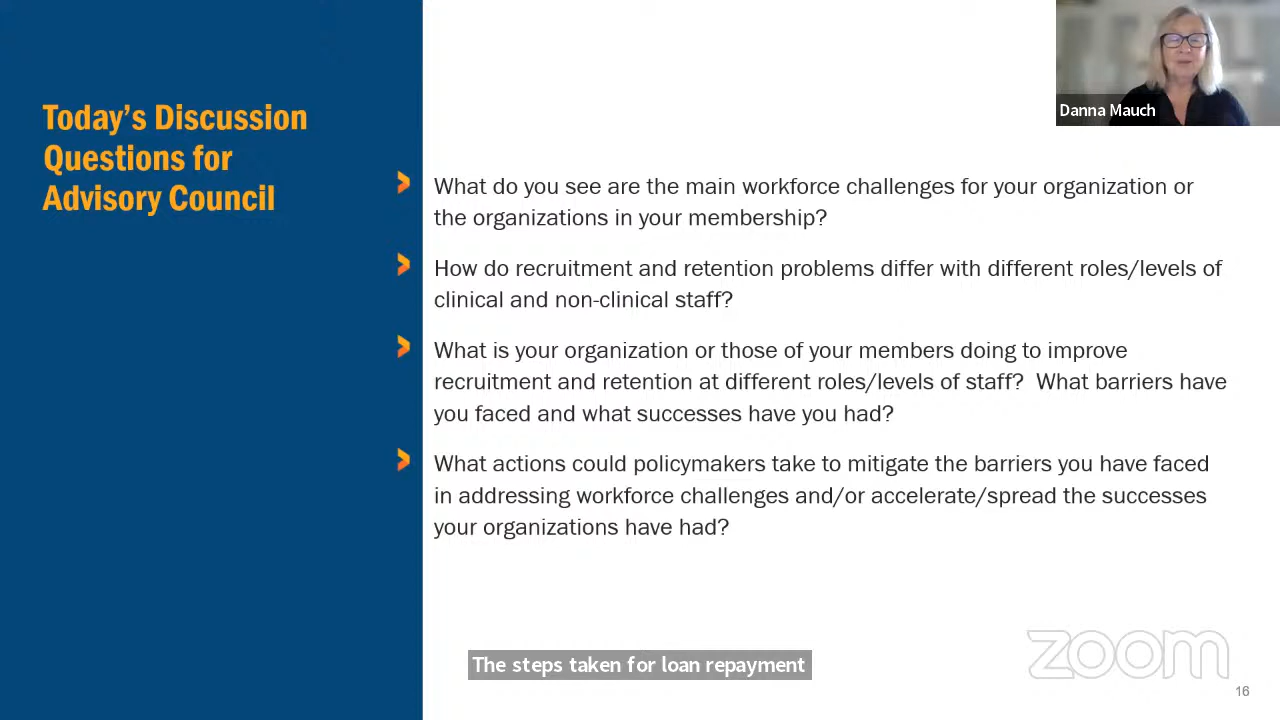 Today's Discussion
Questions for
Advisory Council
Danna Mauch
What do you see are the main workforce challenges for your organization or
the organizations in your membership?
How do recruitment and retention problems differ with different roles/levels of
clinical and non-clinical staff?
What is your organization or those of your members doing to improve
recruitment and retention at different roles/levels of staff?  What barriers have
you faced and what successes have you had?
What actions could policymakers take to mitigate the barriers you have faced
in addressing workforce challenges and/or accelerate/spread the successes
your organizations have had?
The steps taken for loan repayment
zoom
16